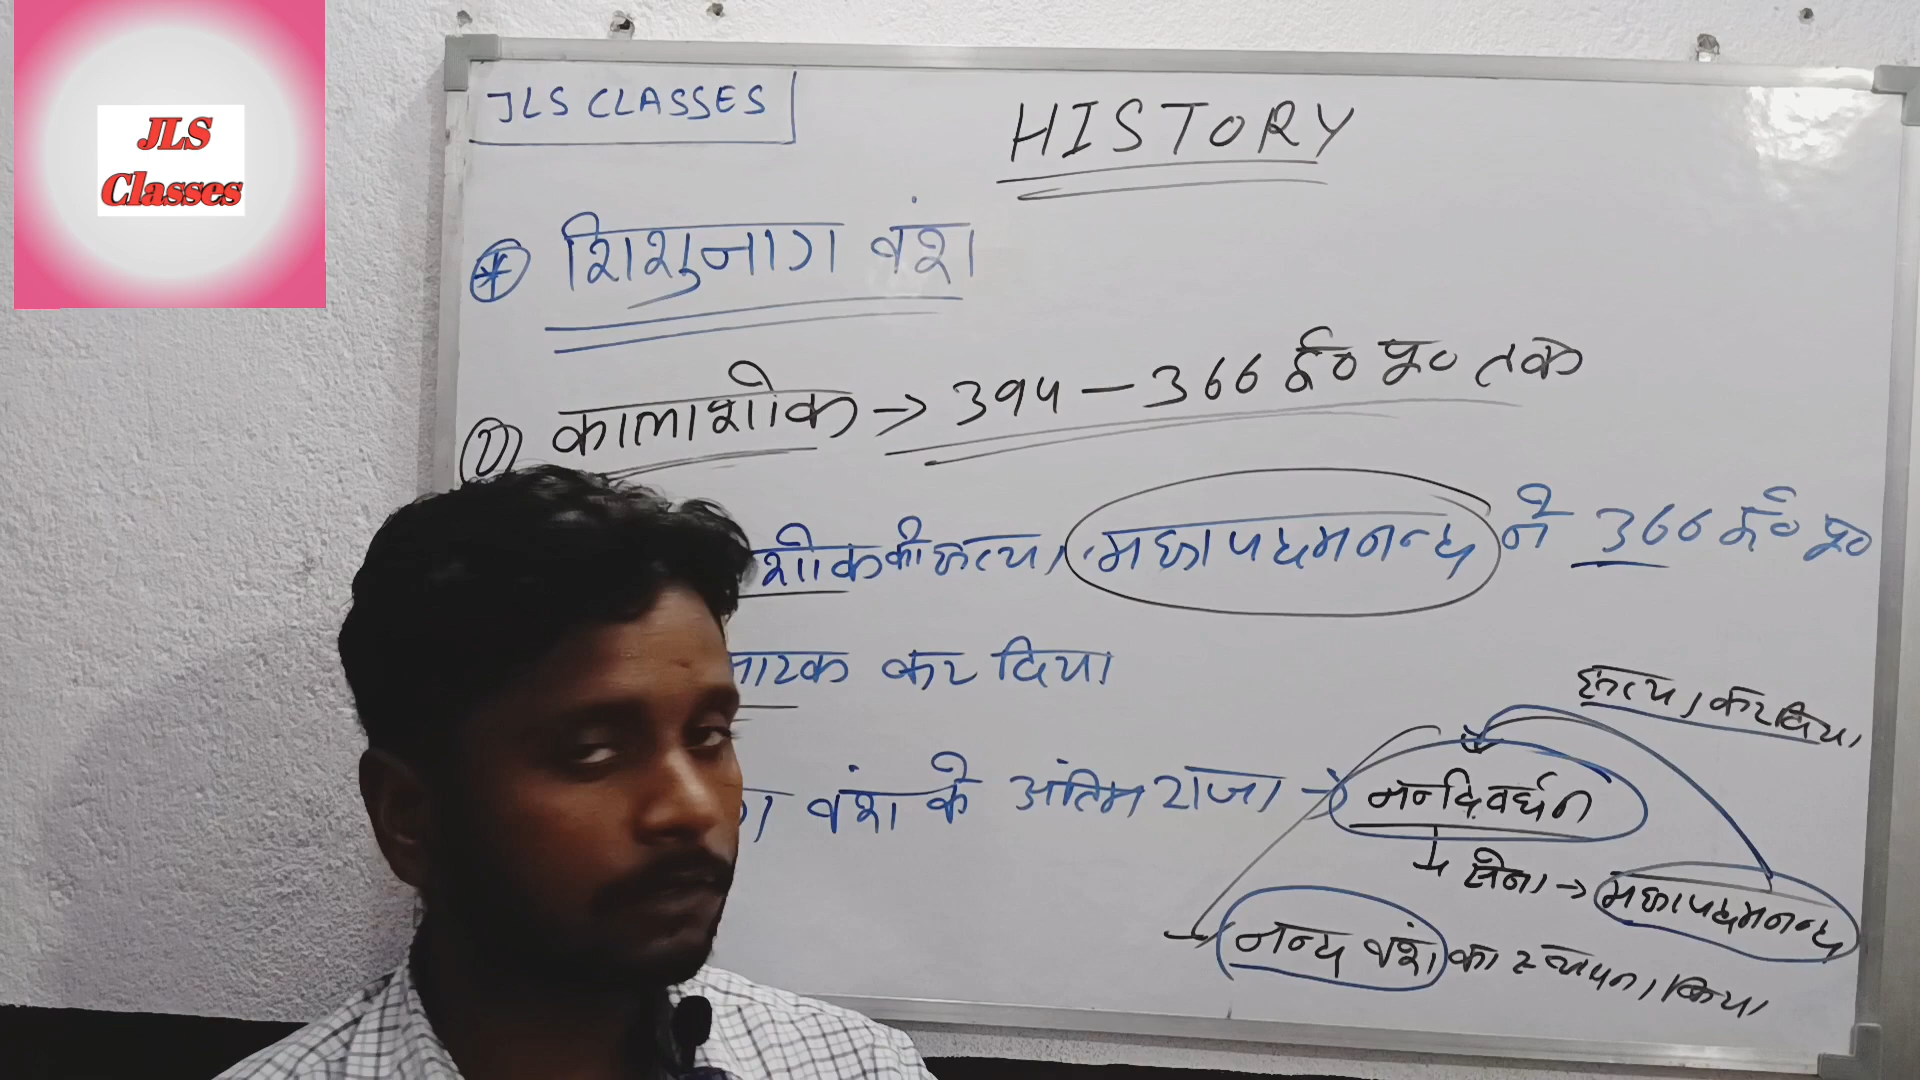 JLS
Classes
JLS CLASSES
HISTORY
शिशुनाग वंश
① कालाशोक → 394 – 366 ई० पू० तक
शोक की हत्या महापद्मनन्द ने 366 ई० पू०
कर दिया
वंश के अंतिम राजा → नन्दिवर्धन
हत्या कर दिया
सेना → महापद्मनन्द
→ नन्द वंश का स्थापना किया